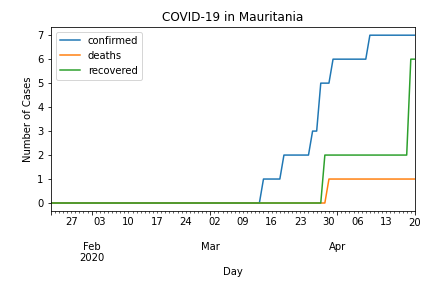 COVID-19 in Mauritania
confirmed
deaths
recovered
Number of Cases
7
6
5
4
3
2
1
0
27 03 10 17 24 02 09 16 23 30 06 13 20
Feb Mar Apr
2020
Day